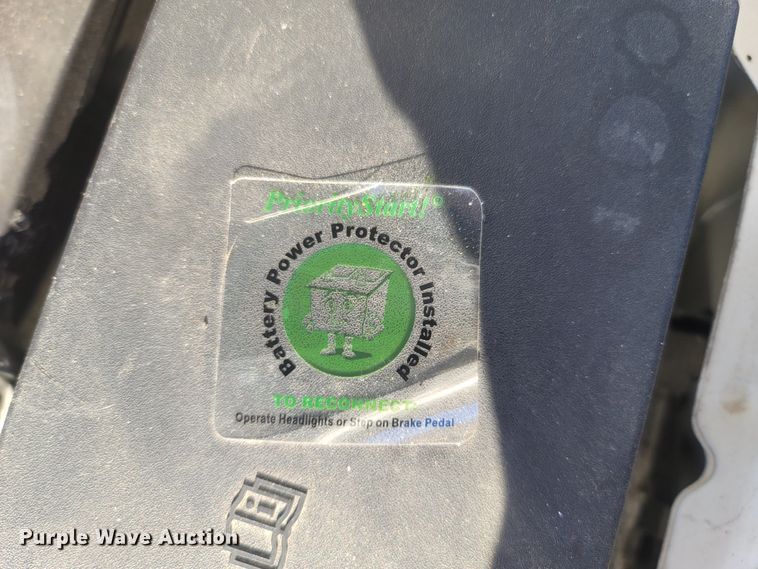 PriorityStart!®
Battery Power Protector Installed
TO RECONNECT:
Operate Headlights or Step on Brake Pedal
Purple Wave Auction